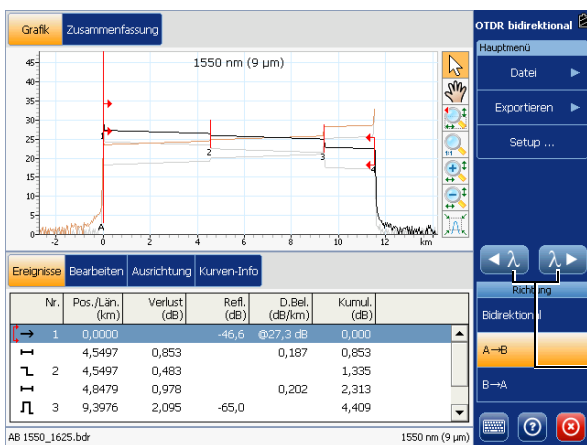 Grafik Zusammenfassung
1550 nm (9 µm)
45
40
35
30
25
20
15
10
5
0
-2 0 2 4 6 8 10 12 km
1
2
3
4
A
1:1
Ereignisse Bearbeiten Ausrichtung Kurven-Info
Nr. Pos./Län. (km) Verlust (dB) Refl. (dB) D.Bel. (dB/km) Kumul. (dB)
1 0,0000 -46,6 @27,3 dB 0,000
4,5497 0,853 0,187 0,853
2 4,5497 0,483 1,335
4,8479 0,978 0,202 2,313
3 9,3976 2,095 -65,0 4,409
AB 1550_1625.bdr 1550 nm (9 µm)
OTDR bidirektional
Hauptmenü
Datei
Exportieren
Setup ...
λ λ
Richtung
Bidirektional
A→B
B→A